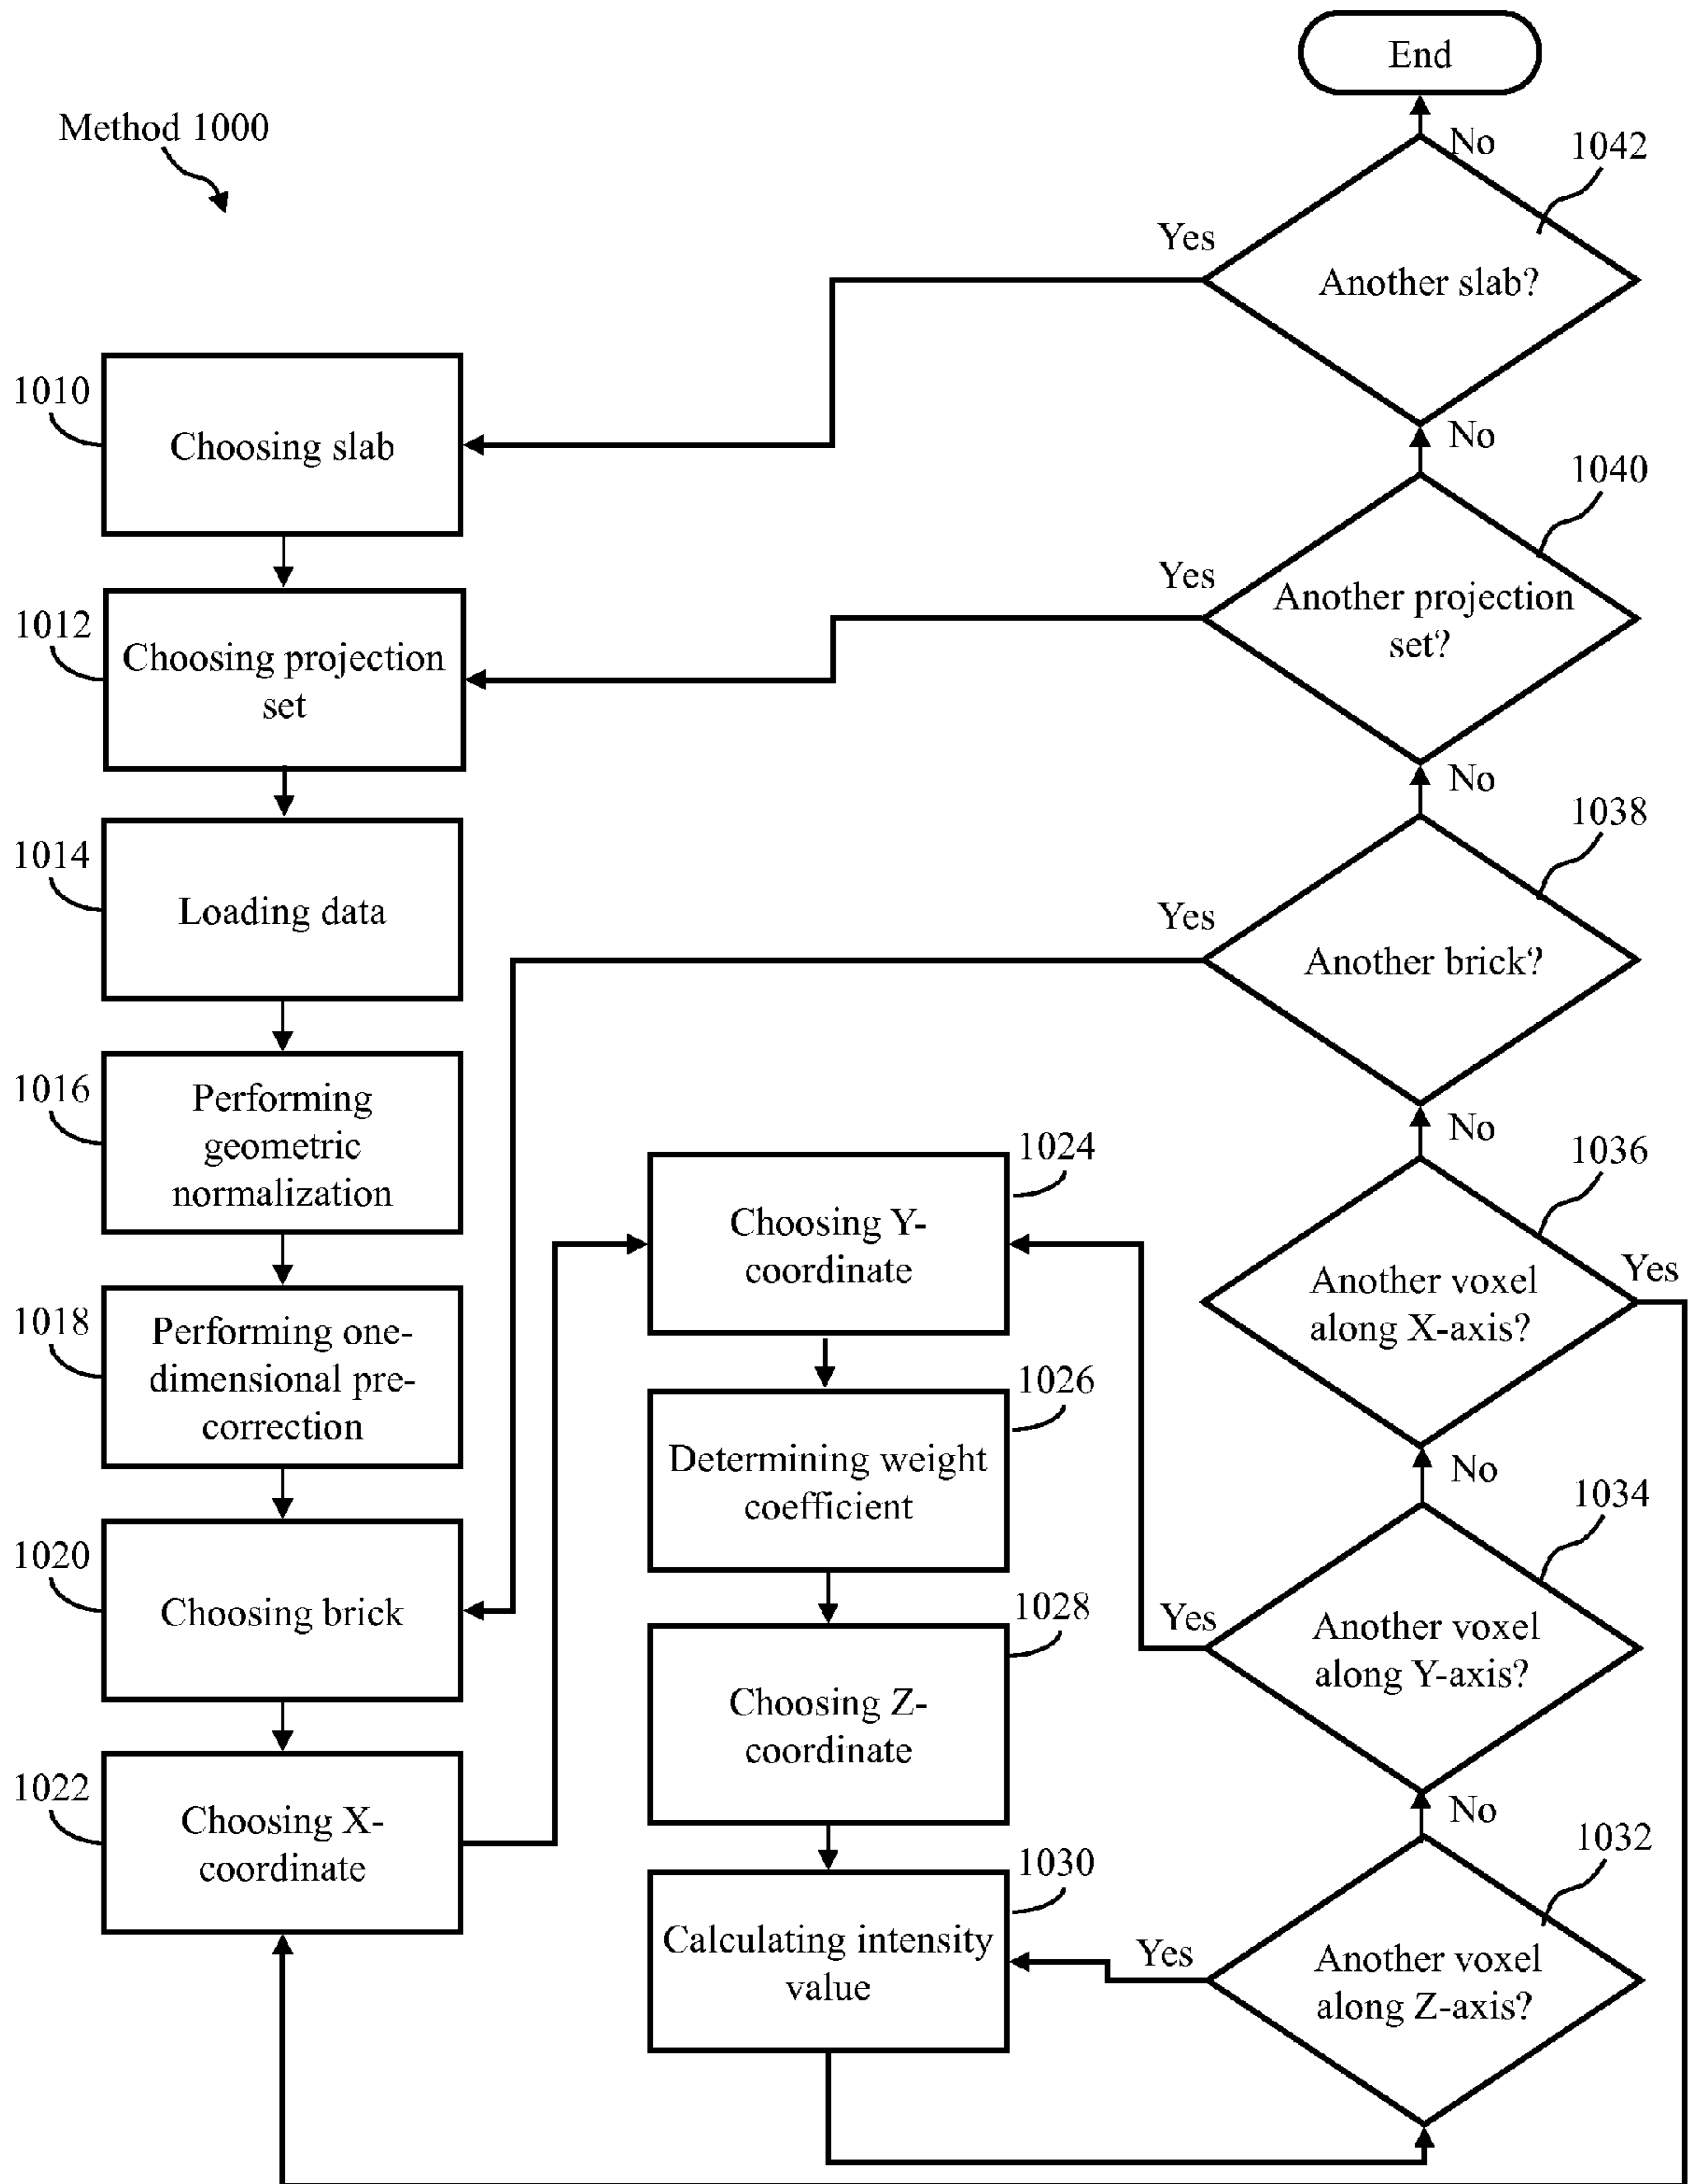 End
Method 1000
No
1042
Yes
Another slab?
1010
Choosing slab
No
1040
Yes
Another projection
set?
1012
Choosing projection
set
No
1038
Yes
Another brick?
1014
Loading data
1016
Performing
geometric
normalization
No
1036
Yes
Another voxel
along X-axis?
1024
Choosing Y-
coordinate
1018
Performing one-
dimensional pre-
correction
1026
Determining weight
coefficient
No
1034
Yes
Another voxel
along Y-axis?
1020
Choosing brick
1028
Choosing Z-
coordinate
1022
Choosing X-
coordinate
No
1032
Yes
Another voxel
along Z-axis?
1030
Calculating intensity
value